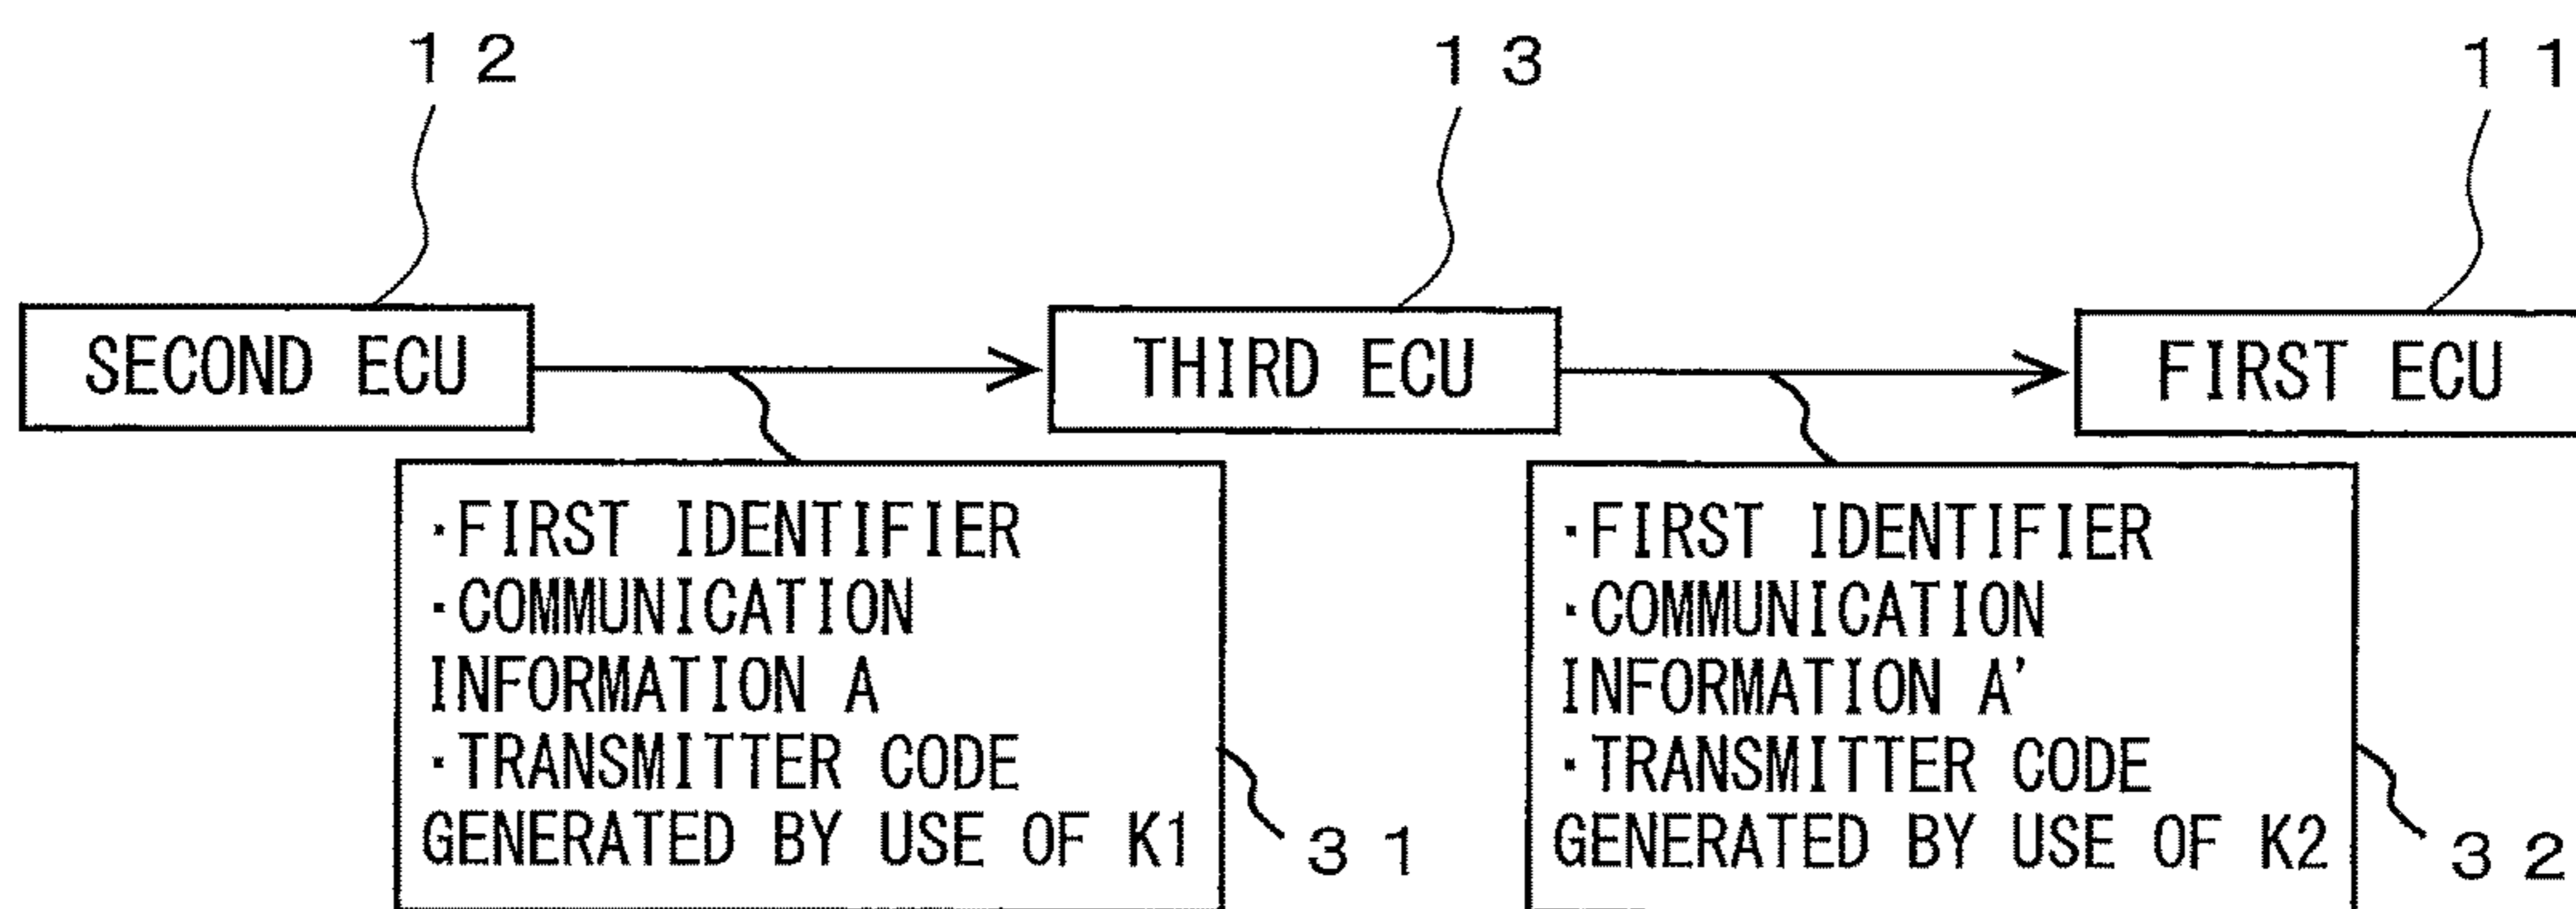 12
13
11
SECOND ECU
THIRD ECU
FIRST ECU
·FIRST IDENTIFIER
·COMMUNICATION
INFORMATION A
·TRANSMITTER CODE
GENERATED BY USE OF K1
31
·FIRST IDENTIFIER
·COMMUNICATION
INFORMATION A'
·TRANSMITTER CODE
GENERATED BY USE OF K2
32